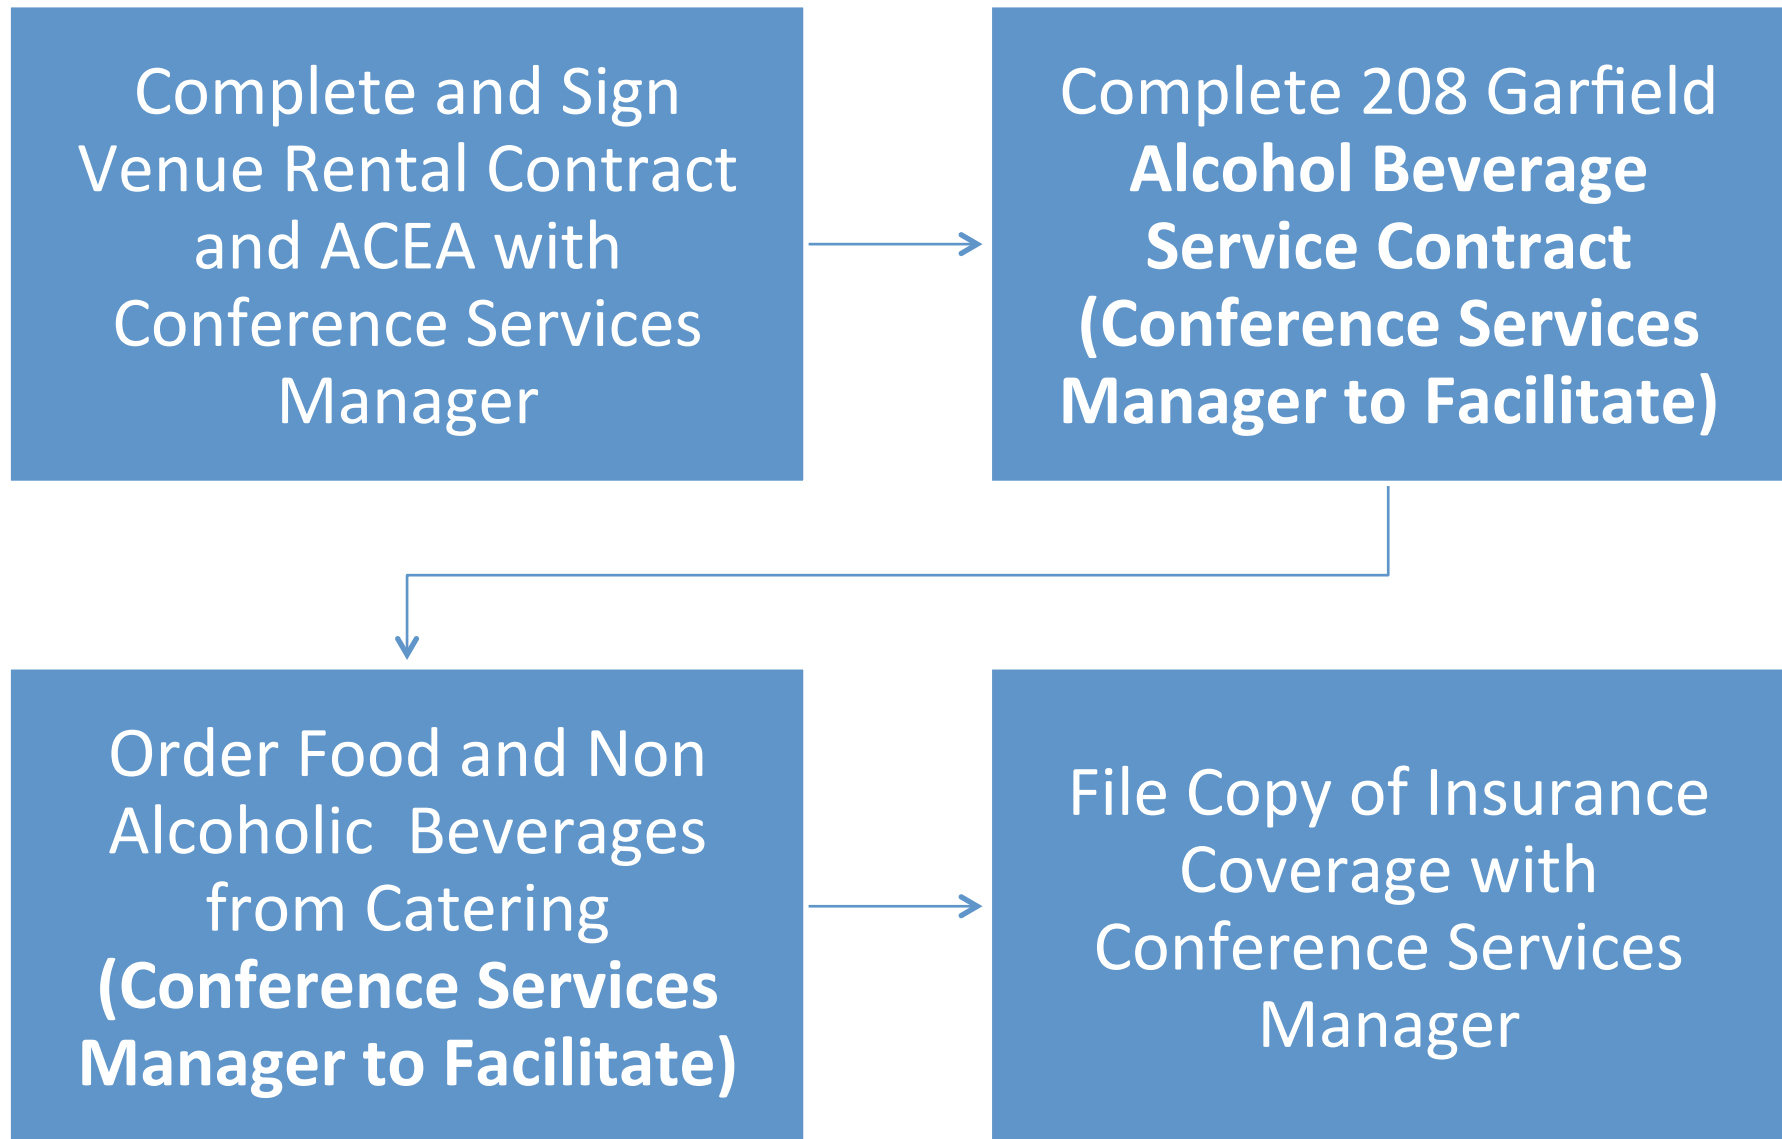 Complete and Sign
Venue Rental Contract
and ACEA with
Conference Services
Manager
Complete 208 Garfield
Alcohol Beverage
Service Contract
(Conference Services
Manager to Facilitate)
Order Food and Non
Alcoholic  Beverages
from Catering
(Conference Services
Manager to Facilitate)
File Copy of Insurance
Coverage with
Conference Services
Manager